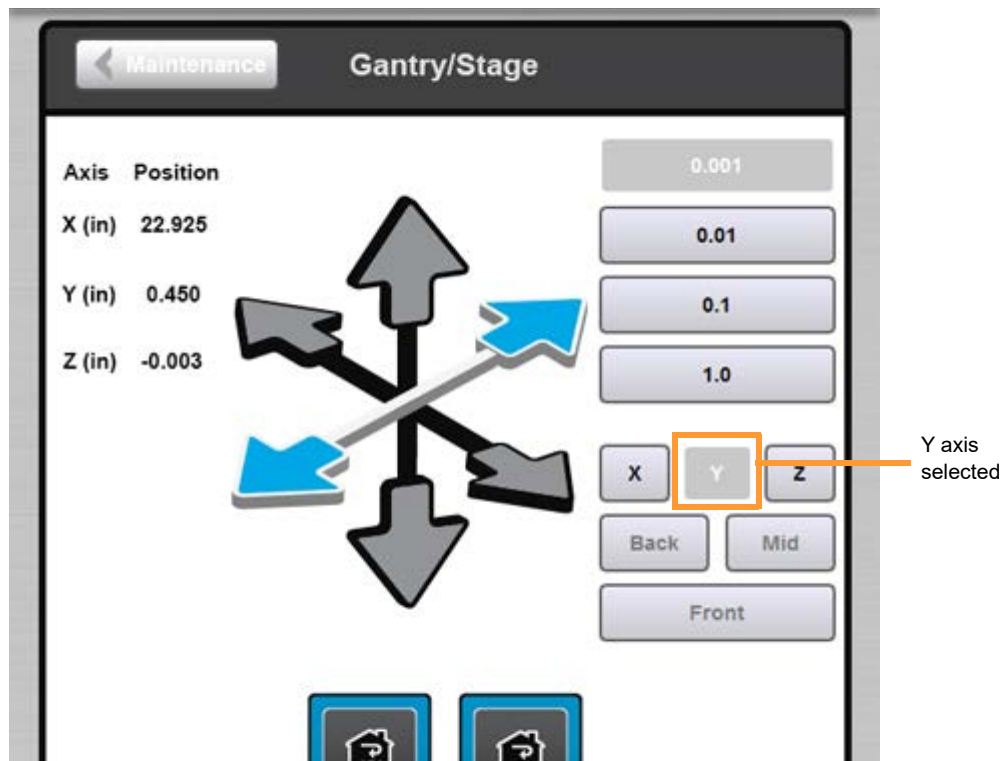 Maintenance
Gantry/Stage
Axis Position
X (in) 22.925
Y (in) 0.450
Z (in) -0.003
0.001
0.01
0.1
1.0
X Y Z
Back Mid
Front
Y axis
selected